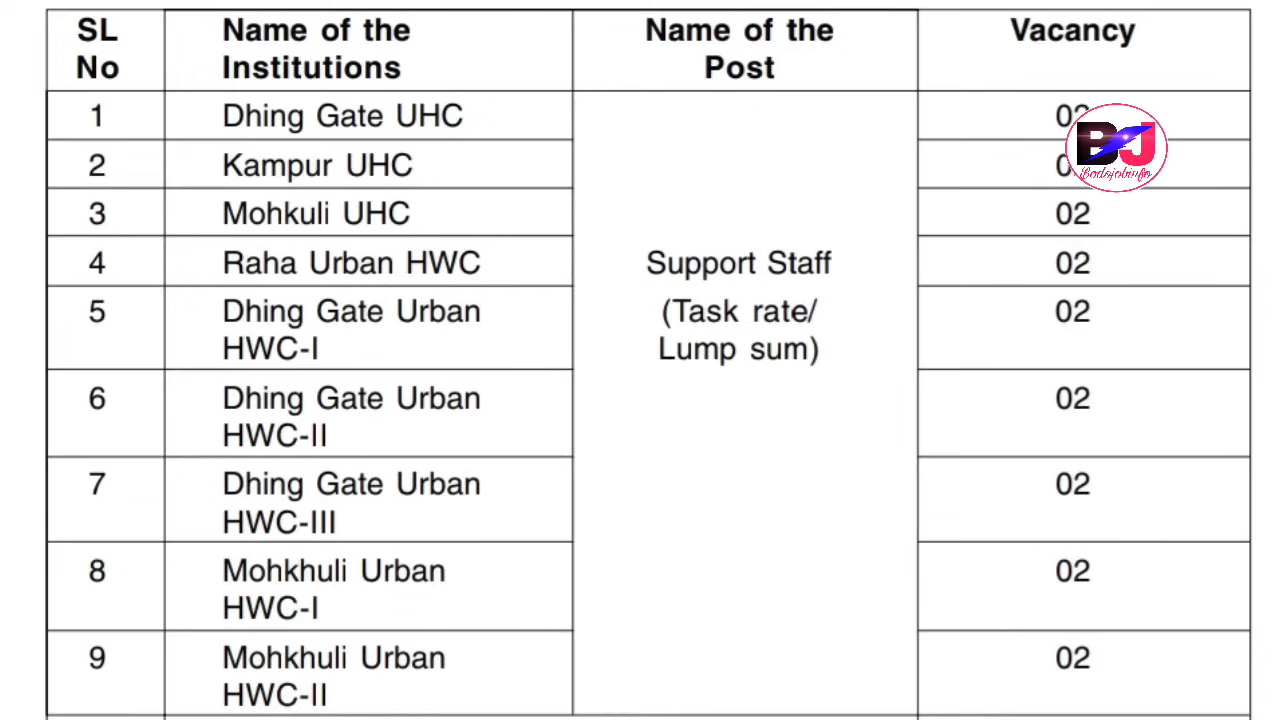 SL No | Name of the Institutions | Name of the Post | Vacancy
1 Dhing Gate UHC 02
2 Kampur UHC
3 Mohkuli UHC 02
4 Raha Urban HWC Support Staff 02
5 Dhing Gate Urban (Task rate/ 02
HWC-I Lump sum)
6 Dhing Gate Urban 02
HWC-II
7 Dhing Gate Urban 02
HWC-III
8 Mohkhuli Urban 02
HWC-I
9 Mohkhuli Urban 02
HWC-II
BJ
Bodojobinfo